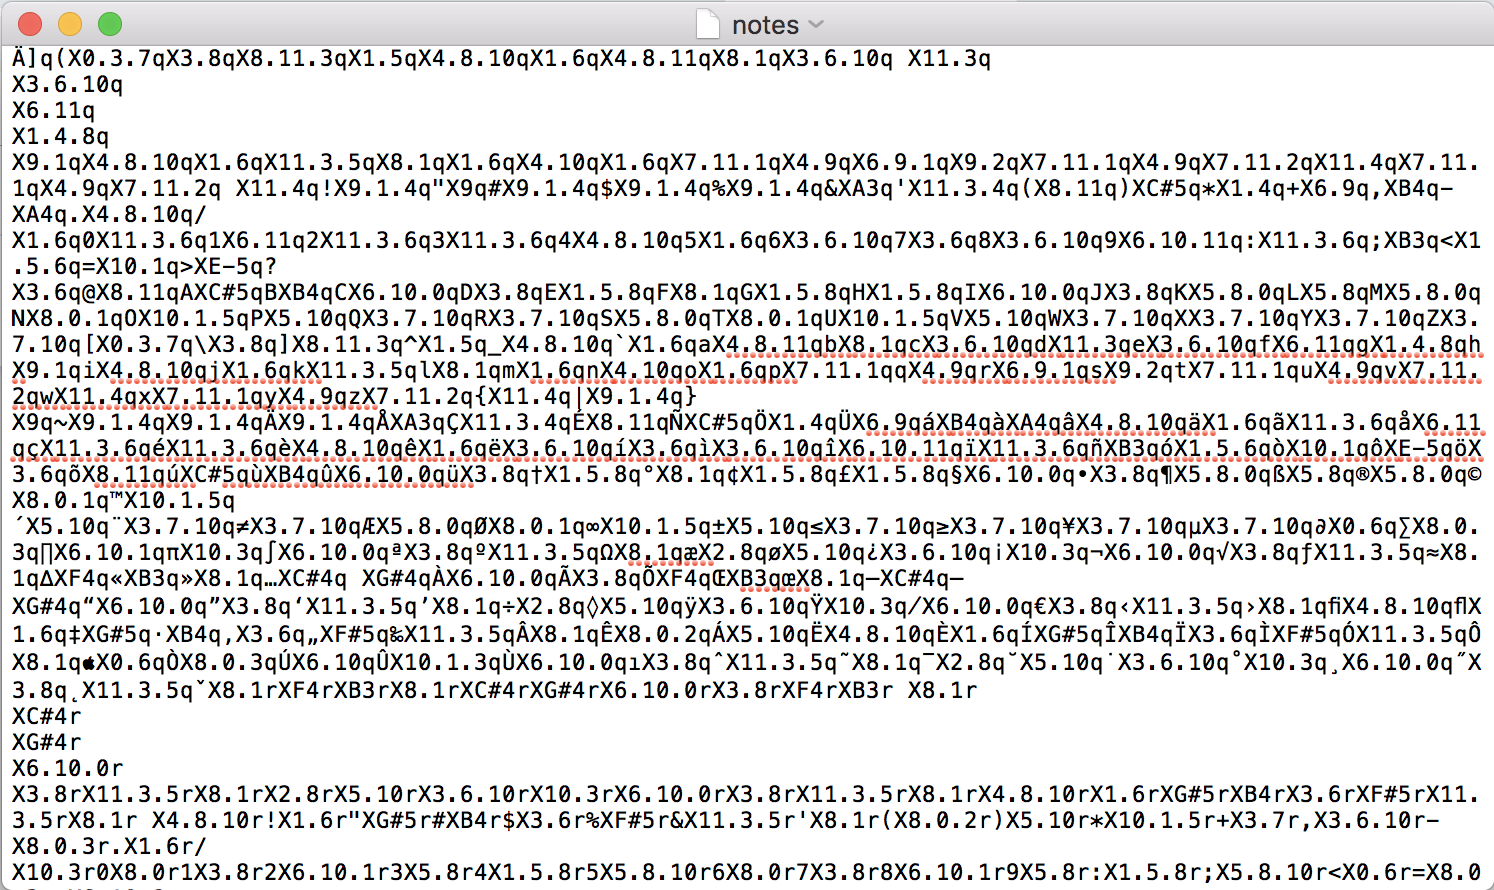 notes
Ä]q(X0.3.7qX3.8qX8.11.3qX1.5qX4.8.10qX1.6qX4.8.11qX8.1qX3.6.10q X11.3q
X3.6.10q
X6.11q
X1.4.8q
X9.1qX4.8.10qX1.6qX11.3.5qX8.1qX1.6qX4.10qX1.6qX7.11.1qX4.9qX6.9.1qX9.2qX7.11.1qX4.9qX7.11.2qX11.4qX7.11.
1qX4.9qX7.11.2q X11.4q!X9.1.4q"X9q#X9.1.4q$X9.1.4q%X9.1.4q&XA3q'X11.3.4q(X8.11q)XC#5q*X1.4q+X6.9q,XB4q-
XA4q.X4.8.10q/
X1.6q0X11.3.6q1X6.11q2X11.3.6q3X11.3.6q4X4.8.10q5X1.6q6X3.6.10q7X3.6q8X3.6.10q9X6.10.11q:X11.3.6q;XB3q<X1
.5.6q=X10.1q>XE-5q?
X3.6q@X8.11qAXC#5qBXB4qCX6.10.0qDX3.8qEX1.5.8qFX8.1qGX1.5.8qHX1.5.8qIX6.10.0qJX3.8qKX5.8.0qLX5.8qMX5.8.0q
NX8.0.1qOX10.1.5qPX5.10qQX3.7.10qRX3.7.10qSX5.8.0qTX8.0.1qUX10.1.5qVX5.10qWX3.7.10qXX3.7.10qYX3.7.10qZX3.
7.10q[X0.3.7q\X3.8q]X8.11.3q^X1.5q_X4.8.10q`X1.6qaX4.8.11qbX8.1qcX3.6.10qdX11.3qeX3.6.10qfX6.11qgX1.4.8qh
X9.1qiX4.8.10qjX1.6qkX11.3.5qlX8.1qmX1.6qnX4.10qoX1.6qpX7.11.1qqX4.9qrX6.9.1qsX9.2qtX7.11.1quX4.9qvX7.11.
2qwX11.4qxX7.11.1qyX4.9qzX7.11.2q{X11.4q|X9.1.4q}
X9q~X9.1.4qX9.1.4qÄX9.1.4qÅXA3qÇX11.3.4qÉX8.11qÑXC#5qÖX1.4qÜX6.9qáXB4qàXA4qâX4.8.10qäX1.6qãX11.3.6qåX6.11
qçX11.3.6qéX11.3.6qèX4.8.10qêX1.6qëX3.6.10qíX3.6qìX3.6.10qîX6.10.11qïX11.3.6qñXB3qóX1.5.6qòX10.1qôXE-5qöX
3.6qõX8.11qúXC#5qùXB4qûX6.10.0qüX3.8q†X1.5.8q°X8.1q¢X1.5.8q£X1.5.8q§X6.10.0q•X3.8q¶X5.8.0qßX5.8q®X5.8.0q©
X8.0.1q™X10.1.5q
´X5.10q¨X3.7.10q≠X3.7.10qÆX5.8.0qØX8.0.1q∞X10.1.5q±X5.10q≤X3.7.10q≥X3.7.10q¥X3.7.10qµX3.7.10q∂X0.6q∑X8.0.
3q∏X6.10.1qπX10.3q∫X6.10.0qªX3.8qºX11.3.5qΩX8.1qæX2.8qøX5.10q¿X3.6.10q¡X10.3q¬X6.10.0q√X3.8qƒX11.3.5q≈X8.
1q∆XF4q«XB3q»X8.1q…XC#4q XG#4qÀX6.10.0qÃX3.8qÕXF4qŒXB3qœX8.1q–XC#4q—
XG#4q“X6.10.0q”X3.8q‘X11.3.5q’X8.1q÷X2.8q◊X5.10qÿX3.6.10qŸX10.3q⁄X6.10.0q€X3.8q‹X11.3.5q›X8.1qﬁX4.8.10qﬂX
1.6q‡XG#5q·XB4q‚X3.6q„XF#5q‰X11.3.5qÂX8.1qÊX8.0.2qÁX5.10qËX4.8.10qÈX1.6qÍXG#5qÎXB4qÏX3.6qÌXF#5qÓX11.3.5qÔ
X8.1qX0.6qÒX8.0.3qÚX6.10qÛX10.1.3qÙX6.10.0qıX3.8qˆX11.3.5q˜X8.1q¯X2.8q˘X5.10q˙X3.6.10q˚X10.3q¸X6.10.0q˝X
3.8q˛X11.3.5qˇX8.1rXF4rXB3rX8.1rXC#4rXG#4rX6.10.0rX3.8rXF4rXB3r X8.1r
XC#4r
XG#4r
X6.10.0r
X3.8rX11.3.5rX8.1rX2.8rX5.10rX3.6.10rX10.3rX6.10.0rX3.8rX11.3.5rX8.1rX4.8.10rX1.6rXG#5rXB4rX3.6rXF#5rX11.
3.5rX8.1r X4.8.10r!X1.6r"XG#5r#XB4r$X3.6r%XF#5r&X11.3.5r'X8.1r(X8.0.2r)X5.10r*X10.1.5r+X3.7r,X3.6.10r-
X8.0.3r.X1.6r/
X10.3r0X8.0r1X3.8r2X6.10.1r3X5.8r4X1.5.8r5X5.8.10r6X8.0r7X3.8r8X6.10.1r9X5.8r:X1.5.8r;X5.8.10r<X0.6r=X8.0